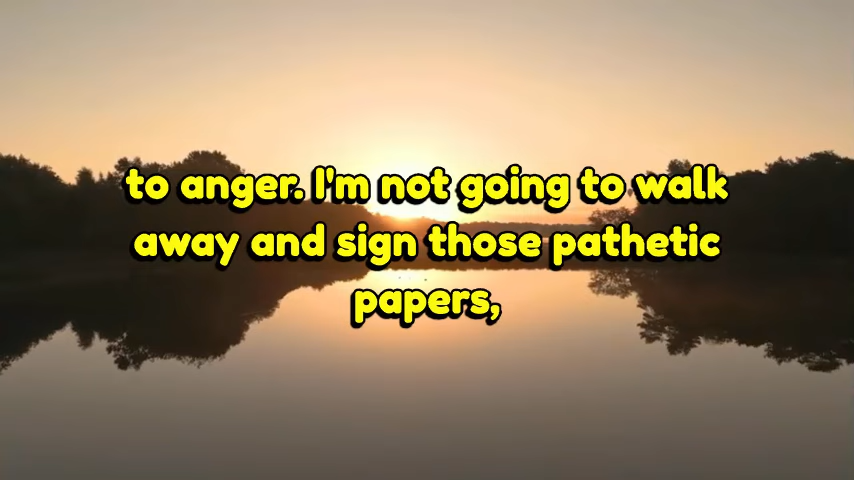 to anger. I'm not going to walk
away and sign those pathetic
papers,